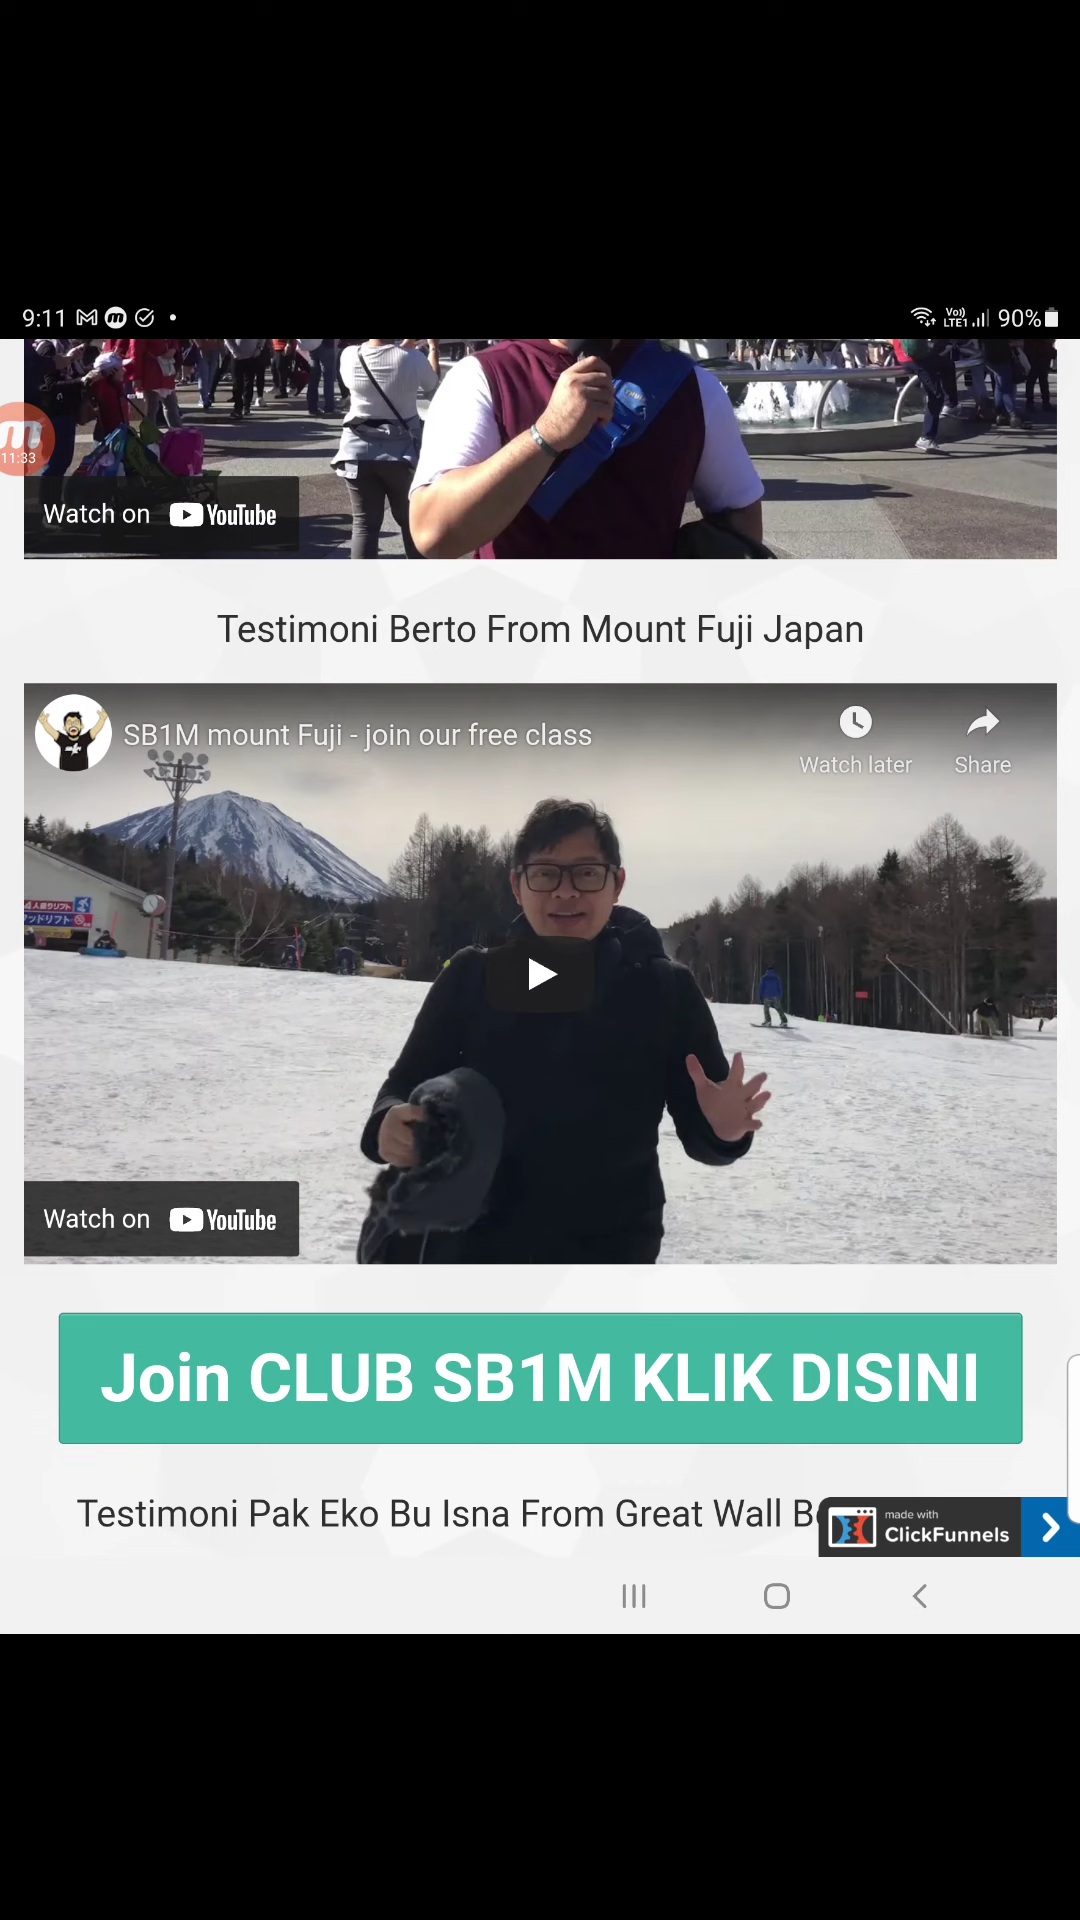 9:11
Vo))
LTE1
90%
m
11:33
Watch on YouTube
Testimoni Berto From Mount Fuji Japan
SB1M mount Fuji - join our free class
Watch later
Share
Watch on YouTube
Join CLUB SB1M KLIK DISINI
Testimoni Pak Eko Bu Isna From Great Wall
made with
ClickFunnels